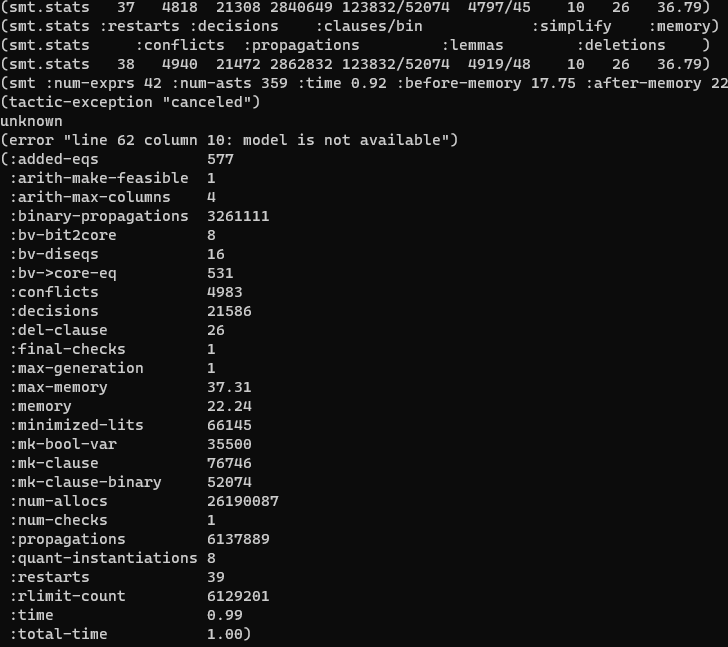 (smt.stats   37   4818  21308 2840649 123832/52074  4797/45    10   26   36.79)
(smt.stats :restarts :decisions    :clauses/bin            :simplify    :memory)
(smt.stats     :conflicts  :propagations         :lemmas        :deletions    )
(smt.stats   38   4940  21472 2862832 123832/52074  4919/48    10   26   36.79)
(smt :num-exprs 42 :num-asts 359 :time 0.92 :before-memory 17.75 :after-memory 22
(tactic-exception "canceled")
unknown
(error "line 62 column 10: model is not available")
(:added-eqs            577
 :arith-make-feasible  1
 :arith-max-columns    4
 :binary-propagations  3261111
 :bv-bit2core          8
 :bv-diseqs            16
 :bv->core-eq          531
 :conflicts            4983
 :decisions            21586
 :del-clause           26
 :final-checks         1
 :max-generation       1
 :max-memory           37.31
 :memory               22.24
 :minimized-lits       66145
 :mk-bool-var          35500
 :mk-clause            76746
 :mk-clause-binary     52074
 :num-allocs           26190087
 :num-checks           1
 :propagations         6137889
 :quant-instantiations 8
 :restarts             39
 :rlimit-count         6129201
 :time                 0.99
 :total-time           1.00)